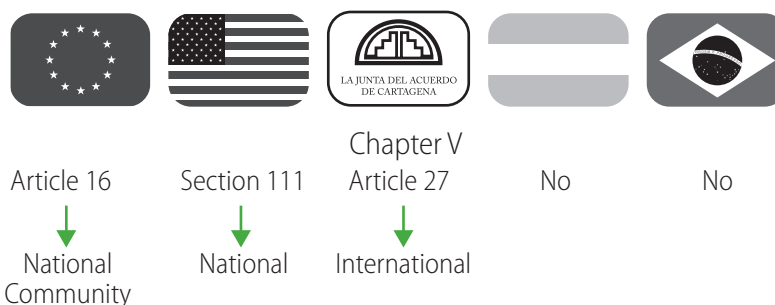 LA JUNTA DEL ACUERDO
DE CARTAGENA
Chapter V
Article 16 Section 111 Article 27 No No
National National International
Community